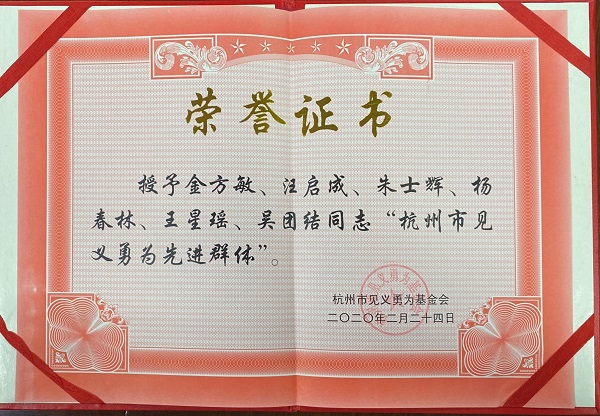 荣誉证书
授予金方敏、汪启成、朱士辉、杨
春林、王星瑶、吴团结同志“杭州市见
义勇为先进群体”。
杭州市见义勇为基金会
二〇二〇年二月二十四日